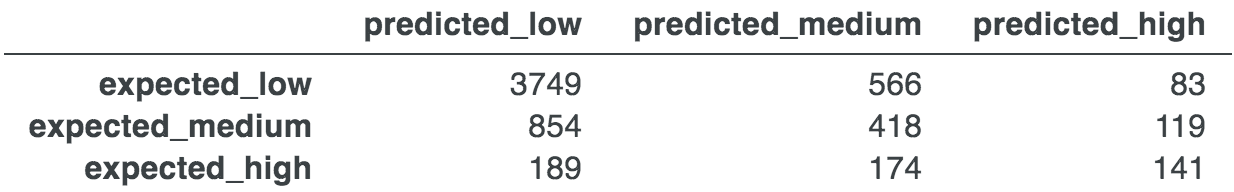 predicted_low predicted_medium predicted_high
expected_low 3749 566 83
expected_medium 854 418 119
expected_high 189 174 141